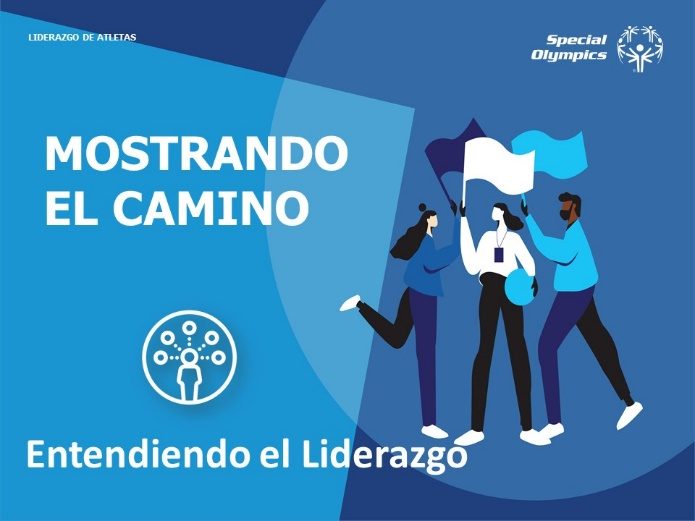 LIDERAZGO DE ATLETAS
Special
Olympics
MOSTRANDO
EL CAMINO
Entendiendo el Liderazgo